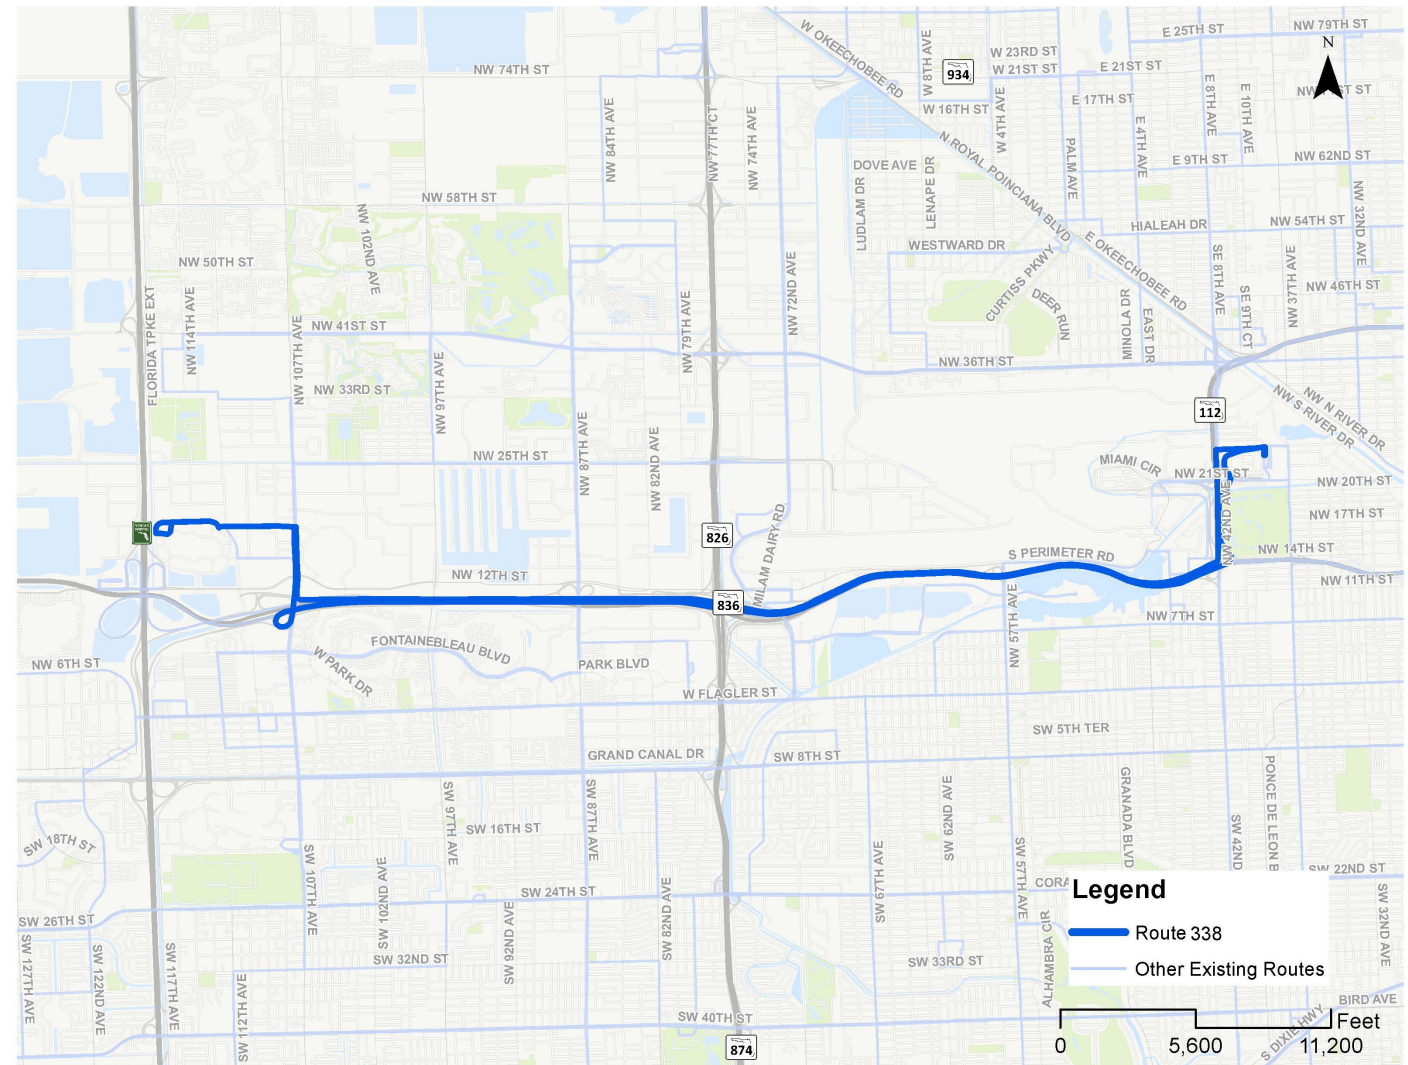 W OKEECHOBEE RD
E 25TH ST
NW 79TH ST
N
W 8TH AVE
W 23RD ST
W 21ST ST
E 21ST ST
934
NW 74TH ST
NW 84TH AVE
NW 77TH CT
NW 74TH AVE
W 16TH ST
W 4TH AVE
E 17TH ST
E 8TH AVE
E 10TH AVE
E 4TH AVE
PALM AVE
N ROYAL POINCIANA BLVD
DOVE AVE
E 9TH ST
NW 62ND ST
LUDLAM DR
LENAPE DR
NW 58TH ST
NW 102ND AVE
NW 32ND AVE
HIALEAH DR
NW 54TH ST
WESTWARD DR
E OKEECHOBEE RD
CURTISS PKWY
NW 50TH ST
NW 72ND AVE
SE 8TH AVE
NW 37TH AVE
FLORIDA TPKE EXT
NW 114TH AVE
NW 107TH AVE
NW 41ST ST
NW 79TH AVE
DEER RUN
MINOLA DR
EAST DR
SE 9TH CT
NW 46TH ST
NW 97TH AVE
NW 33RD ST
NW 36TH ST
NW N RIVER DR
NW S RIVER DR
112
NW 87TH AVE
NW 82ND AVE
NW 25TH ST
MIAMI CIR
NW 21ST ST
NW 20TH ST
NW 42ND AVE
NW 17TH ST
826
MILAM DAIRY RD
S PERIMETER RD
NW 14TH ST
NW 12TH ST
NW 11TH ST
836
NW 57TH AVE
NW 7TH ST
FONTAINEBLEAU BLVD
W PARK DR
PARK BLVD
NW 6TH ST
W FLAGLER ST
SW 5TH TER
GRAND CANAL DR
SW 8TH ST
SW 97TH AVE
SW 87TH AVE
SW 62ND AVE
GRANADA BLVD
PONCE DE LEON B
SW 16TH ST
SW 18TH ST
SW 42ND
SW 107TH AVE
SW 102ND AVE
SW 67TH AVE
SW 57TH AVE
SW 22ND ST
CORA
SW 24TH ST
SW 82ND AVE
SW 92ND AVE
SW 26TH ST
SW 32ND AVE
SW 127TH AVE
SW 122ND AVE
SW 117TH AVE
SW 112TH AVE
SW 32ND ST
SW 33RD ST
ALHAMBRA CIR
SW 40TH ST
874
BIRD AVE
S DIXIE HWY
Legend
Route 338
Other Existing Routes
Feet
0 5,600 11,200